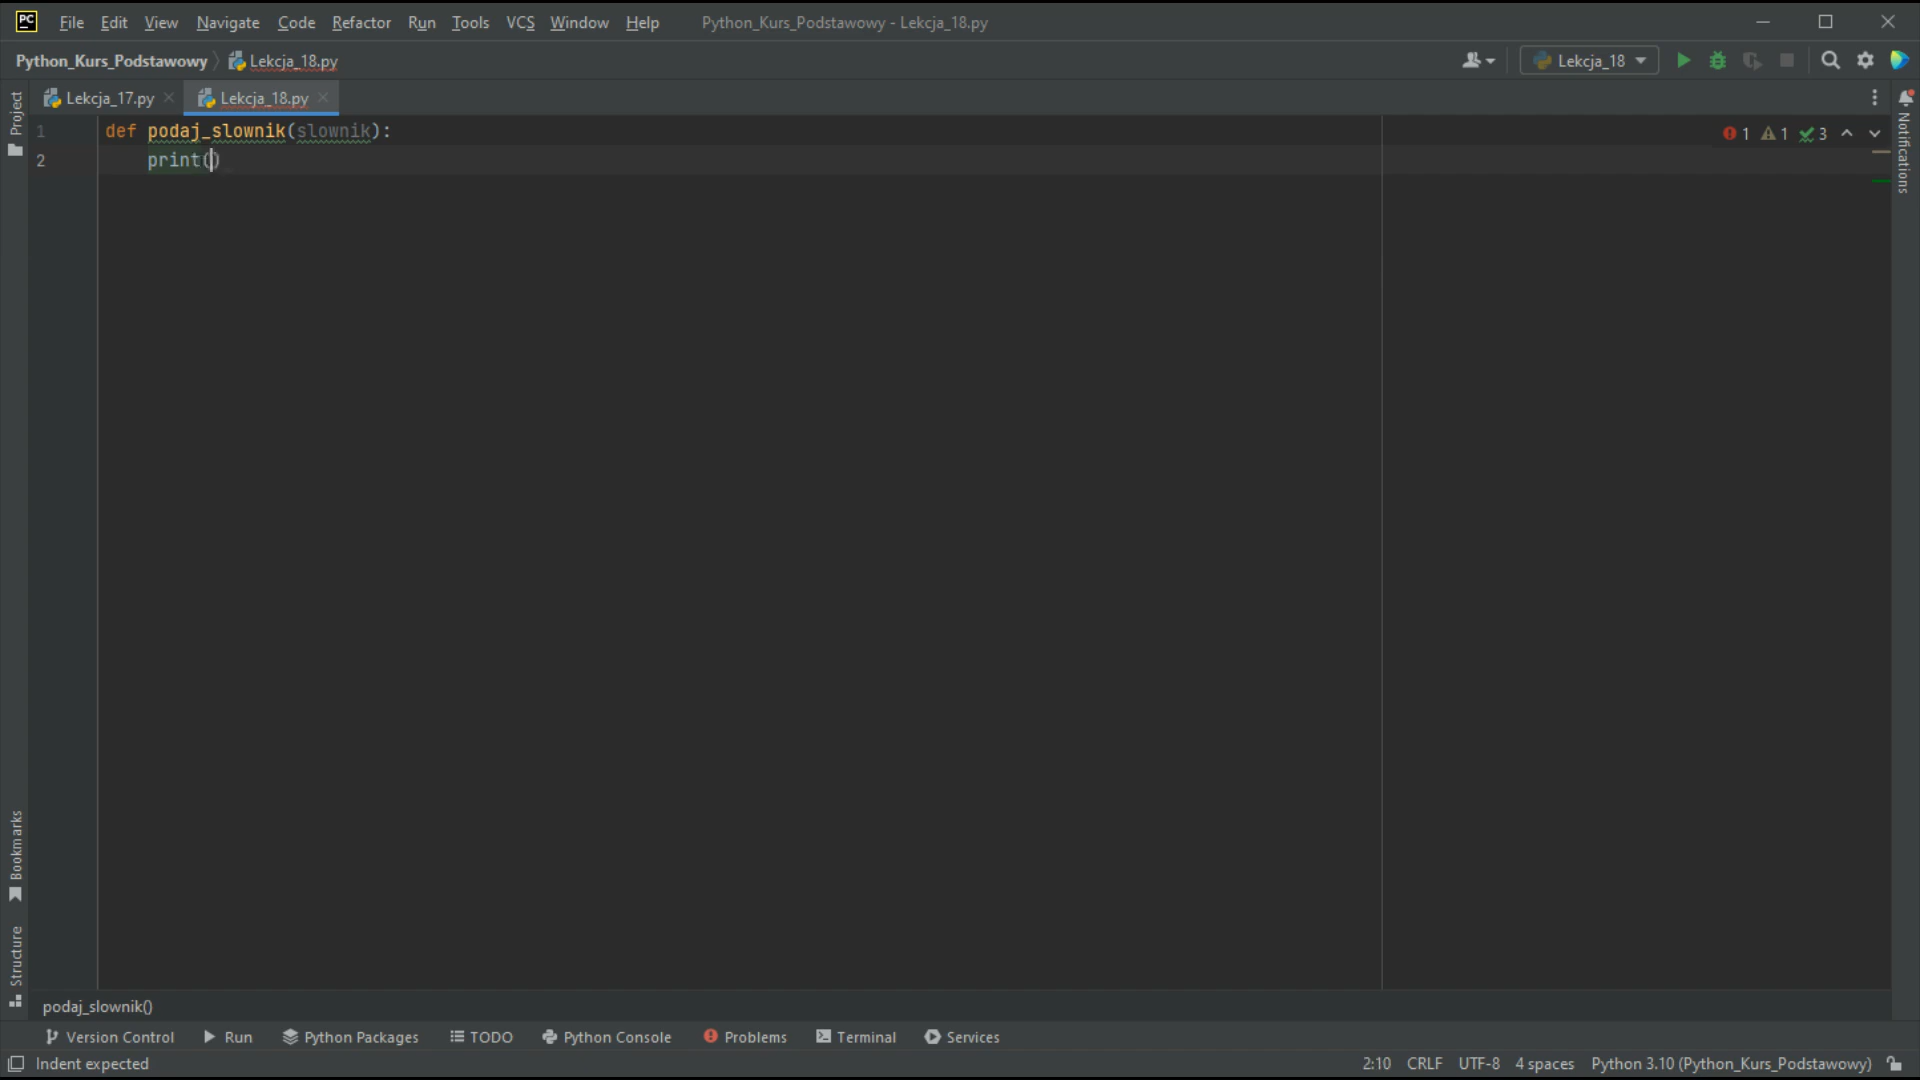 PC File Edit View Navigate Code Refactor Run Tools VCS Window Help Python_Kurs_Podstawowy - Lekcja_18.py
Python_Kurs_Podstawowy Lekcja_18.py Lekcja_18
Project Lekcja_17.py Lekcja_18.py
Notifications
1 def podaj_slownik(slownik): 1 1 3
2 print()
Bookmarks
Structure
podaj_slownik()
Version Control Run Python Packages TODO Python Console Problems Terminal Services
Indent expected 2:10 CRLF UTF-8 4 spaces Python 3.10 (Python_Kurs_Podstawowy)